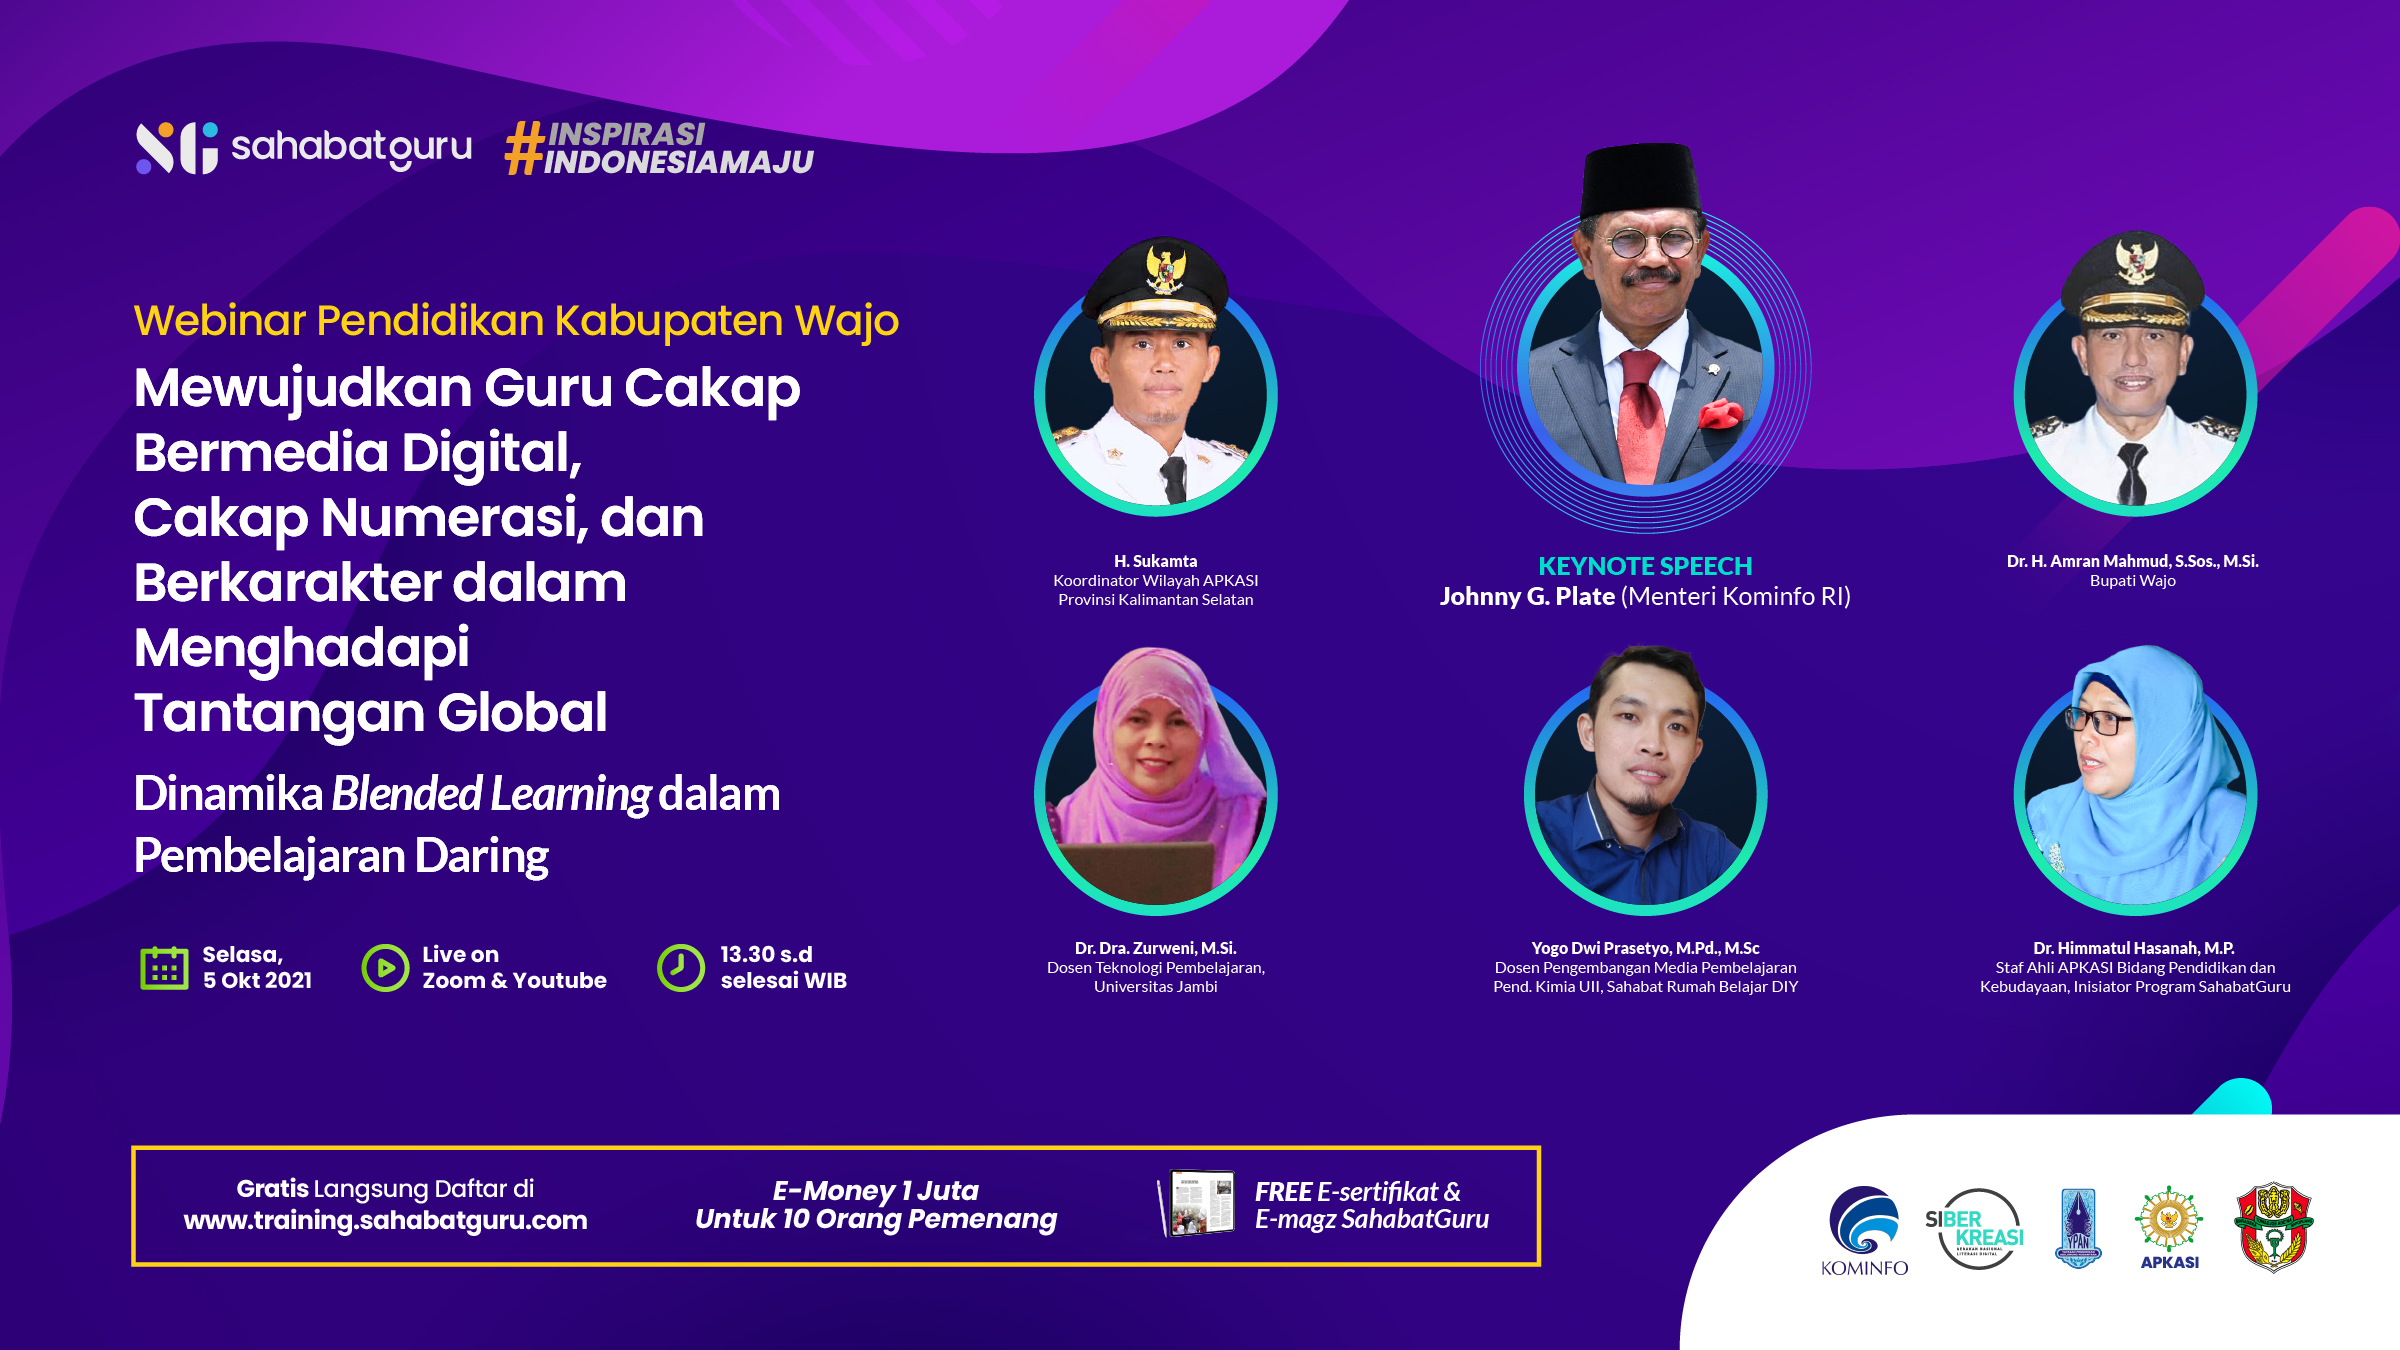 sahabatguru
#INSPIRASI
INDONESIAMAJU
Webinar Pendidikan Kabupaten Wajo
Mewujudkan Guru Cakap
Bermedia Digital,
Cakap Numerasi, dan
Berkarakter dalam
Menghadapi
Tantangan Global
Dinamika Blended Learning dalam
Pembelajaran Daring
Selasa,
5 Okt 2021
Live on
Zoom & Youtube
13.30 s.d
selesai WIB
H. Sukamta
Koordinator Wilayah APKASI
Provinsi Kalimantan Selatan
KEYNOTE SPEECH
Johnny G. Plate (Menteri Kominfo RI)
Dr. H. Amran Mahmud, S.Sos., M.Si.
Bupati Wajo
Dr. Dra. Zurweni, M.Si.
Dosen Teknologi Pembelajaran,
Universitas Jambi
Yogo Dwi Prasetyo, M.Pd., M.Sc
Dosen Pengembangan Media Pembelajaran
Pend. Kimia UII, Sahabat Rumah Belajar DIY
Dr. Himmatul Hasanah, M.P.
Staf Ahli APKASI Bidang Pendidikan dan
Kebudayaan, Inisiator Program SahabatGuru
Gratis Langsung Daftar di
www.training.sahabatguru.com
E-Money 1 Juta
Untuk 10 Orang Pemenang
FREE E-sertifikat &
E-magz SahabatGuru
KOMINFO
SIBER
KREASI
GERAKAN NASIONAL
LITERASI DIGITAL
YPAN
APKASI